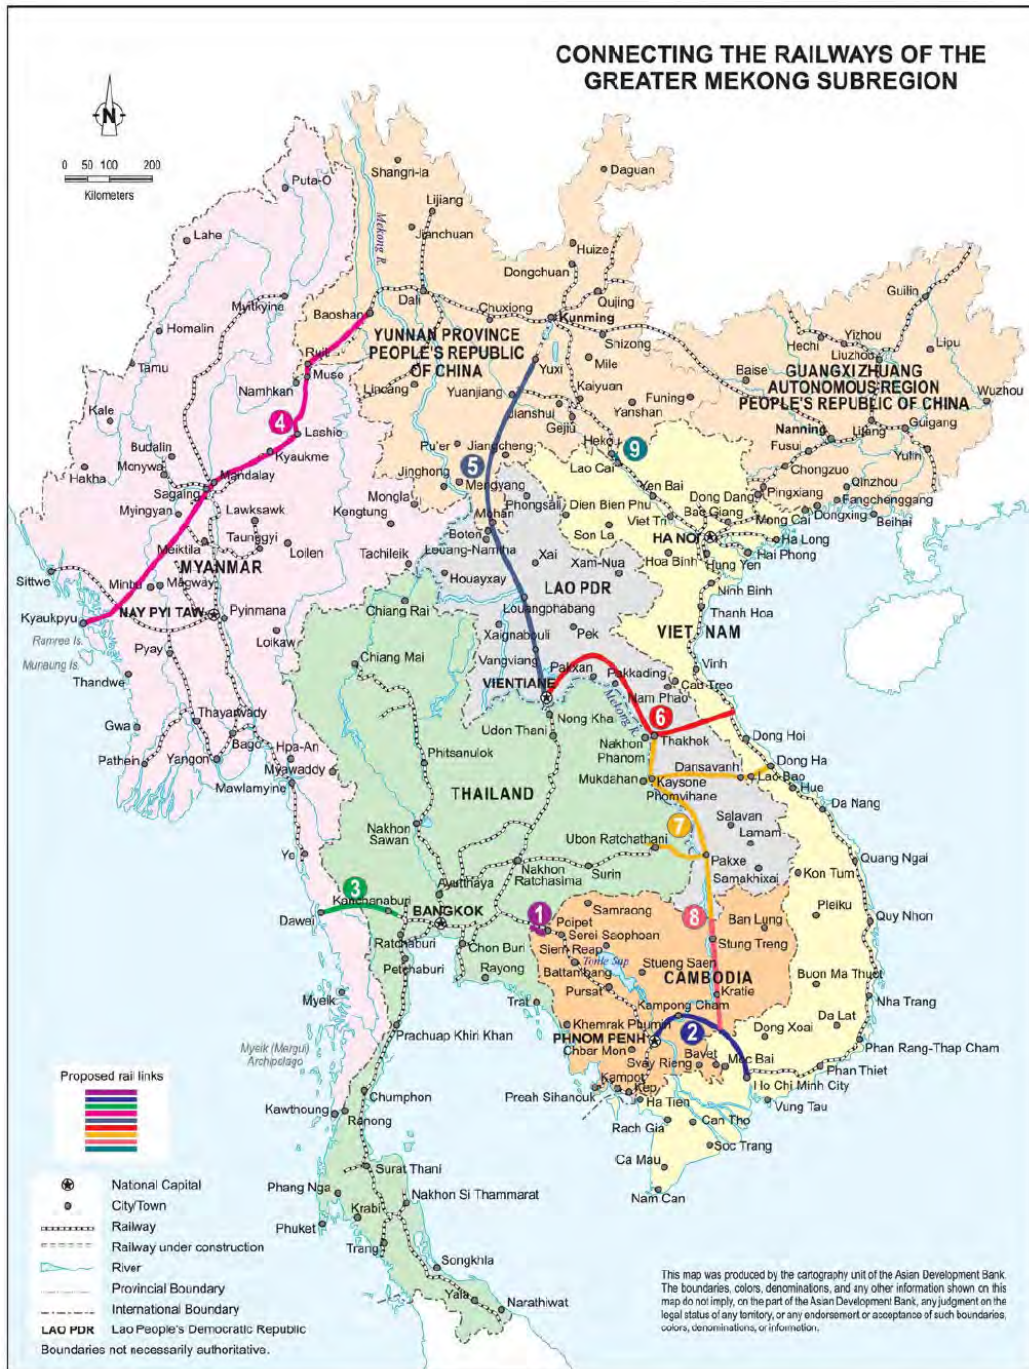 CONNECTING THE RAILWAYS OF THE
GREATER MEKONG SUBREGION
N
0 50 100 200
Kilometers
Shangri-la
Daguan
Puta-O
Lijiang
Jianchuan
Mekong R.
Lahe
Huize
Dongchuan
Myitkyina
Dali
Qujing
Guilin
Baoshan
Chuxiong
Kunming
Homalin
YUNNAN PROVINCE
PEOPLE'S REPUBLIC
OF CHINA
Shizong
Hechi
Yizhou
Lipu
Liuzhou
Tamu
Ruili
Muse
Mile
Yuxi
Baise
GUANGXIZHUANG
AUTONOMOUS REGION
PEOPLE'S REPUBLIC OF CHINA
Wuzhou
Namhkan
Lincang
Yuanjiang
Kaiyuan
Funing
Jianshui
Yanshan
Kale
4
Gejiu
Nanning
Guigang
Lashio
Budalin
Pu'er
Jiangcheng
Hekou
9
Fusui
Yulin
Kyaukme
5
Lao Cai
Hakha
Mandalay
Jinghong
Mengyang
Chongzuo
Sagaing
Mongla
Phongsali
Yen Bai
Dong Dang
Pingxiang
Qinzhou
Fangchenggang
Myingyan
Lawksawk
Kengtung
Mohan
Dien Bien Phu
Viet Tri
Bac Giang
Mong Cai
Dongxing
Beihai
Meiktila
Taunggyi
Loilen
Tachileik
Boten
Louang-Namtha
Son La
HA NOI
Ha Long
Sittwe
MYANMAR
Xai
Xam-Nua
Hoa Binh
Hai Phong
Hung Yen
Minbu
Magway
Houayxay
LAO PDR
Ninh Binh
Kyaukpyu
NAY PYI TAW
Pyinmana
Chiang Rai
Louangphabang
Thanh Hoa
Ramree Is.
Loikaw
Xaignabouli
Pek
VIET NAM
Munaung Is.
Pyay
Chiang Mai
Vangviang
Pakxan
Pakkading
Vinh
Thandwe
VIENTIANE
Cau Treo
Nam Phao
Mekong R.
Gwa
Thayarwady
Nong Kha
6
Bago
Hpa-An
Udon Thani
Nakhon
Phanom
Thakhok
Dong Hoi
Pathein
Yangon
Myawaddy
Phitsanulok
Dansavanh
Dong Ha
Mawlamyine
Mukdahan
Kaysone
Phomvihane
Lao Bao
Hue
THAILAND
Da Nang
Nakhon
Sawan
7
Salavan
Lamam
Ye
Ubon Ratchathani
Pakxe
Quang Ngai
Nakhon
Ratchasima
Surin
Samakhixai
Kon Tum
3
Ayutthaya
Kanchanaburi
Dawei
BANGKOK
1
Samraong
8
Ban Lung
Pleiku
Quy Nhon
Poipet
Ratchaburi
Chon Buri
Serei Saophoan
Stung Treng
Siem Reap
Tonle Sap
Petchaburi
Rayong
Battambang
Stueng Saen
CAMBODIA
Buon Ma Thuot
Pursat
Kratie
Myeik
Trat
Kampong Cham
Nha Trang
Da Lat
Prachuap Khiri Khan
Khemrak Phumin
2
Dong Xoai
PHNOM PENH
Myeik (Mergui)
Archipelago
Chbar Mon
Phan Rang-Thap Cham
Svay Rieng
Bavet
Moc Bai
Phan Thiet
Proposed rail links
Chumphon
Preah Sihanouk
Kampot
Kep
Ho Chi Minh City
Kawthoung
Ranong
Ha Tien
Vung Tau
Rach Gia
Can Tho
Soc Trang
Surat Thani
Ca Mau
National Capital
Phang Nga
Nakhon Si Thammarat
Nam Can
City/Town
Krabi
Railway
Phuket
Railway under construction
Trang
River
Songkhla
Provincial Boundary
Yala
International Boundary
Narathiwat
LAO PDR Lao People's Democratic Republic
Boundaries not necessarily authoritative.
This map was produced by the cartography unit of the Asian Development Bank.
The boundaries, colors, denominations, and any other information shown on this
map do not imply, on the part of the Asian Development Bank, any judgment on the
legal status of any territory, or any endorsement or acceptance of such boundaries,
colors, denominations, or information.